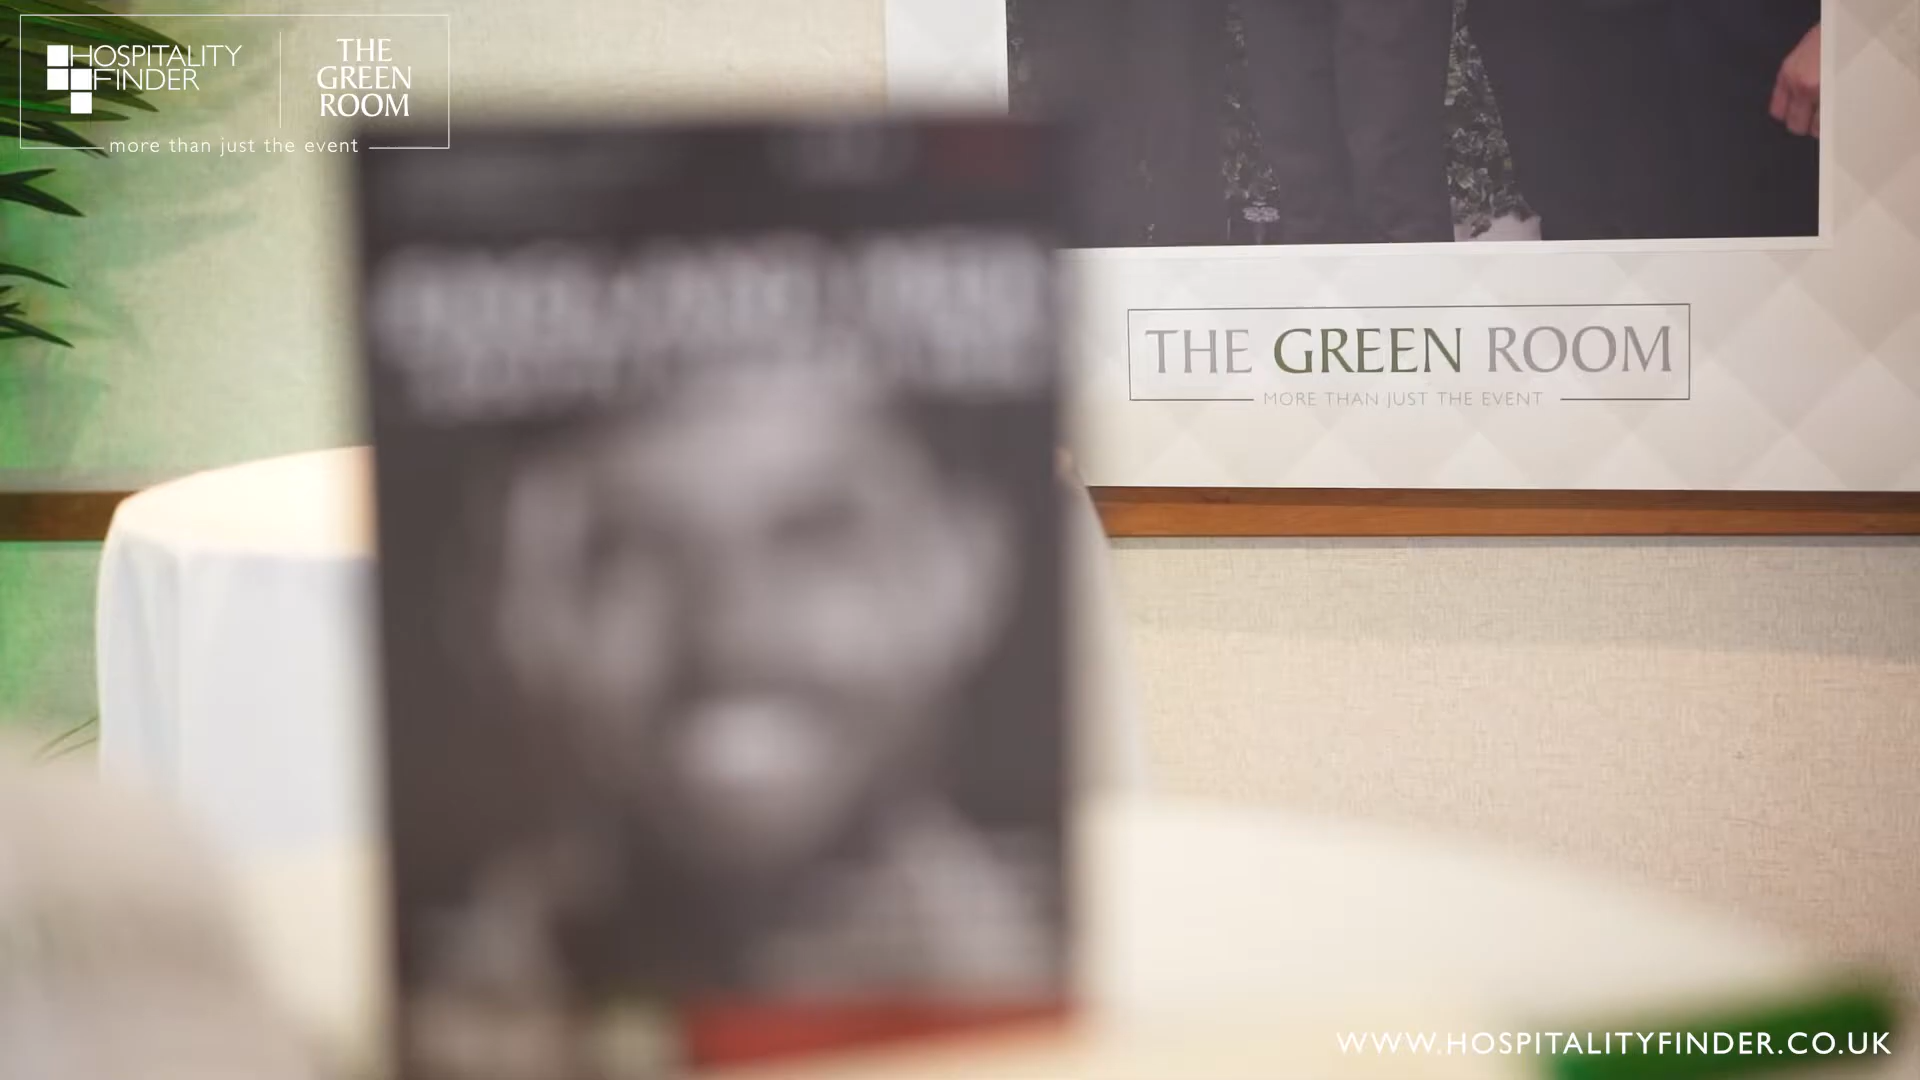 HOSPITALITY
FINDER
THE
GREEN
ROOM
more than just the event
THE GREEN ROOM
MORE THAN JUST THE EVENT
WWW.HOSPITALITYFINDER.CO.UK